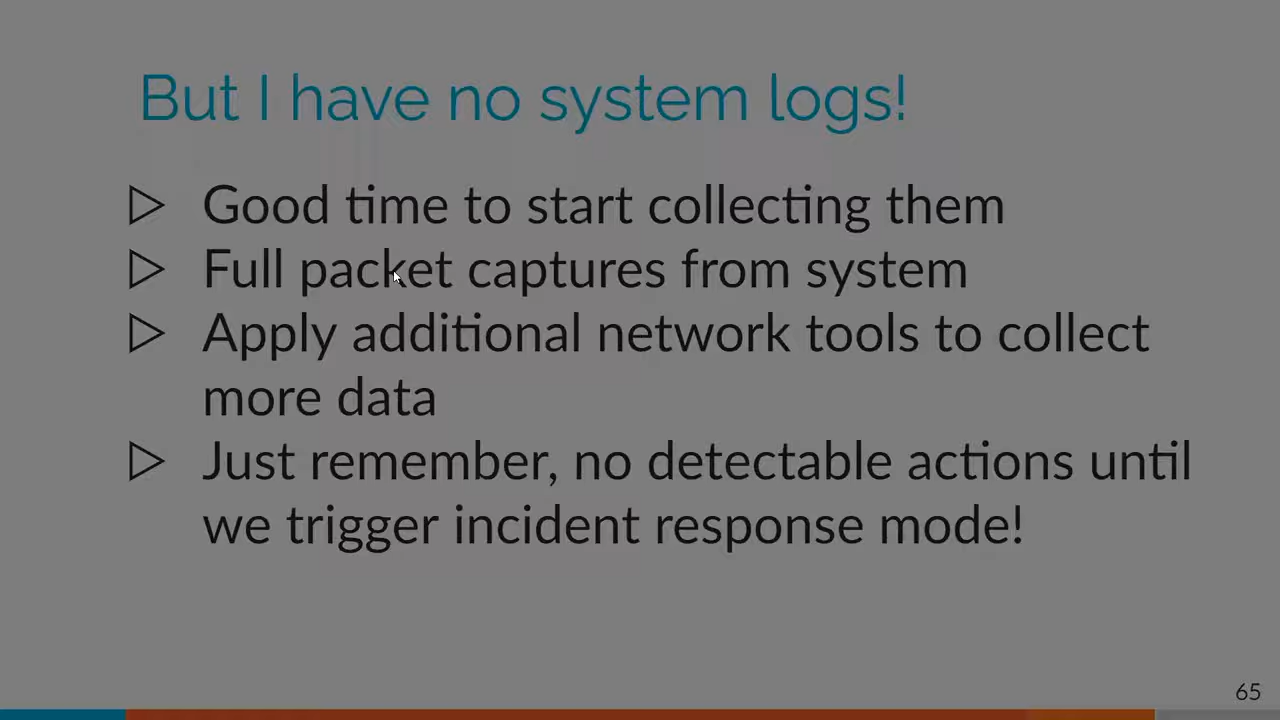 But I have no system logs!
Good time to start collecting them
Full packet captures from system
Apply additional network tools to collect
more data
Just remember, no detectable actions until
we trigger incident response mode!
65